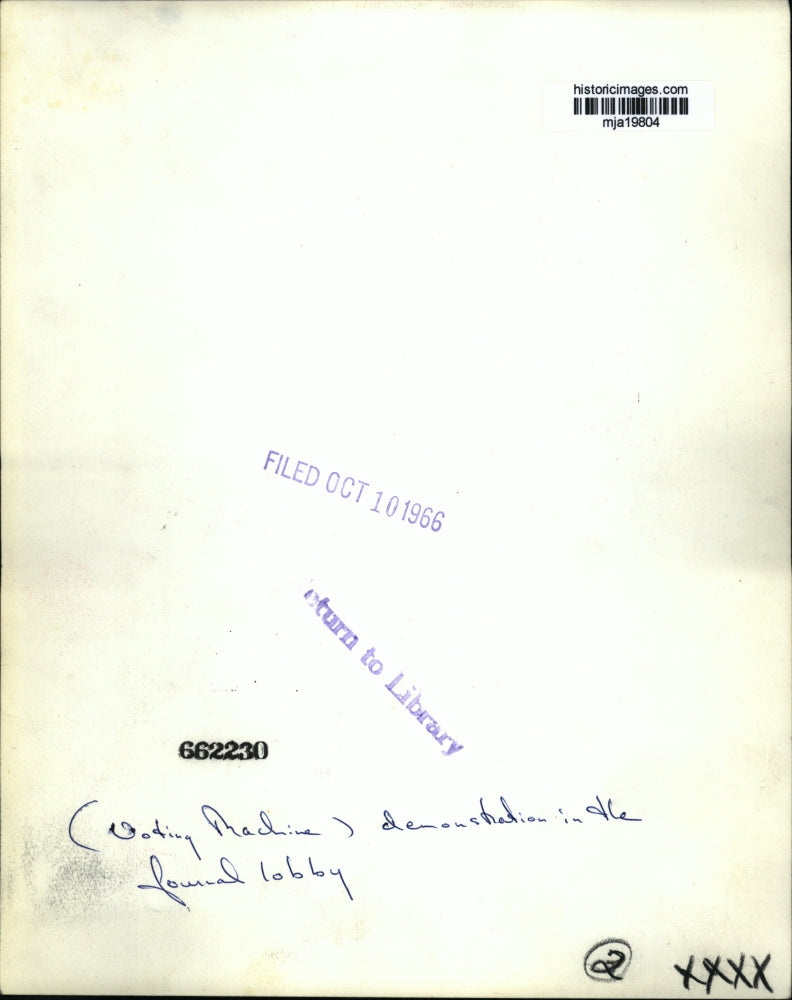 historicimages.com
mja19804
FILED OCT 10 1966
eturn to Library
662230
(Voting Machine) demonstration in the
Journal lobby
2
XXXX